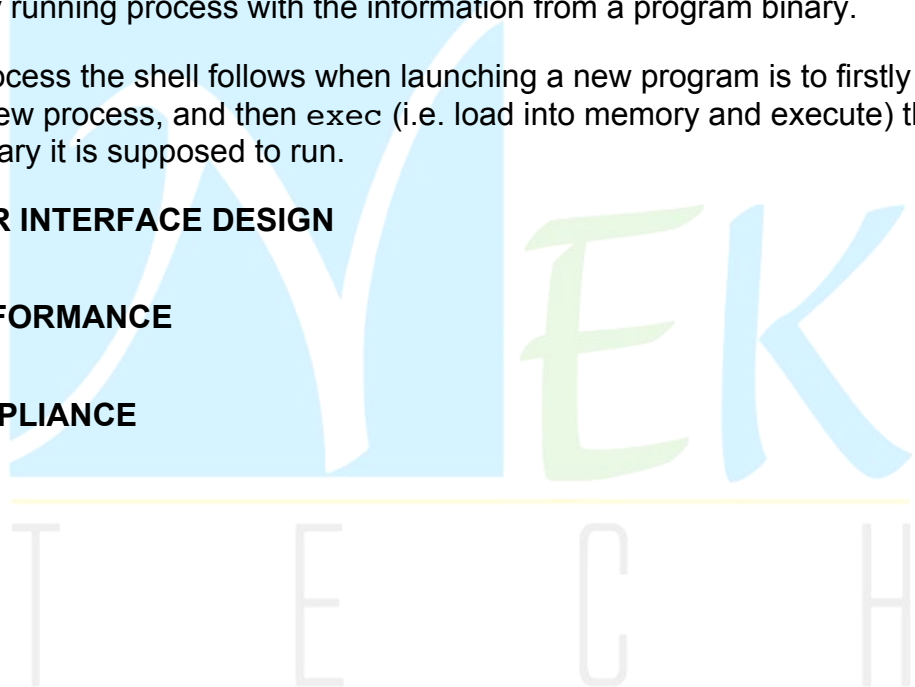 running process with the information from a program binary.
ocess the shell follows when launching a new program is to firstly
ew process, and then exec (i.e. load into memory and execute) th
ary it is supposed to run.
R INTERFACE DESIGN
FORMANCE
PLIANCE
NEK
TECH